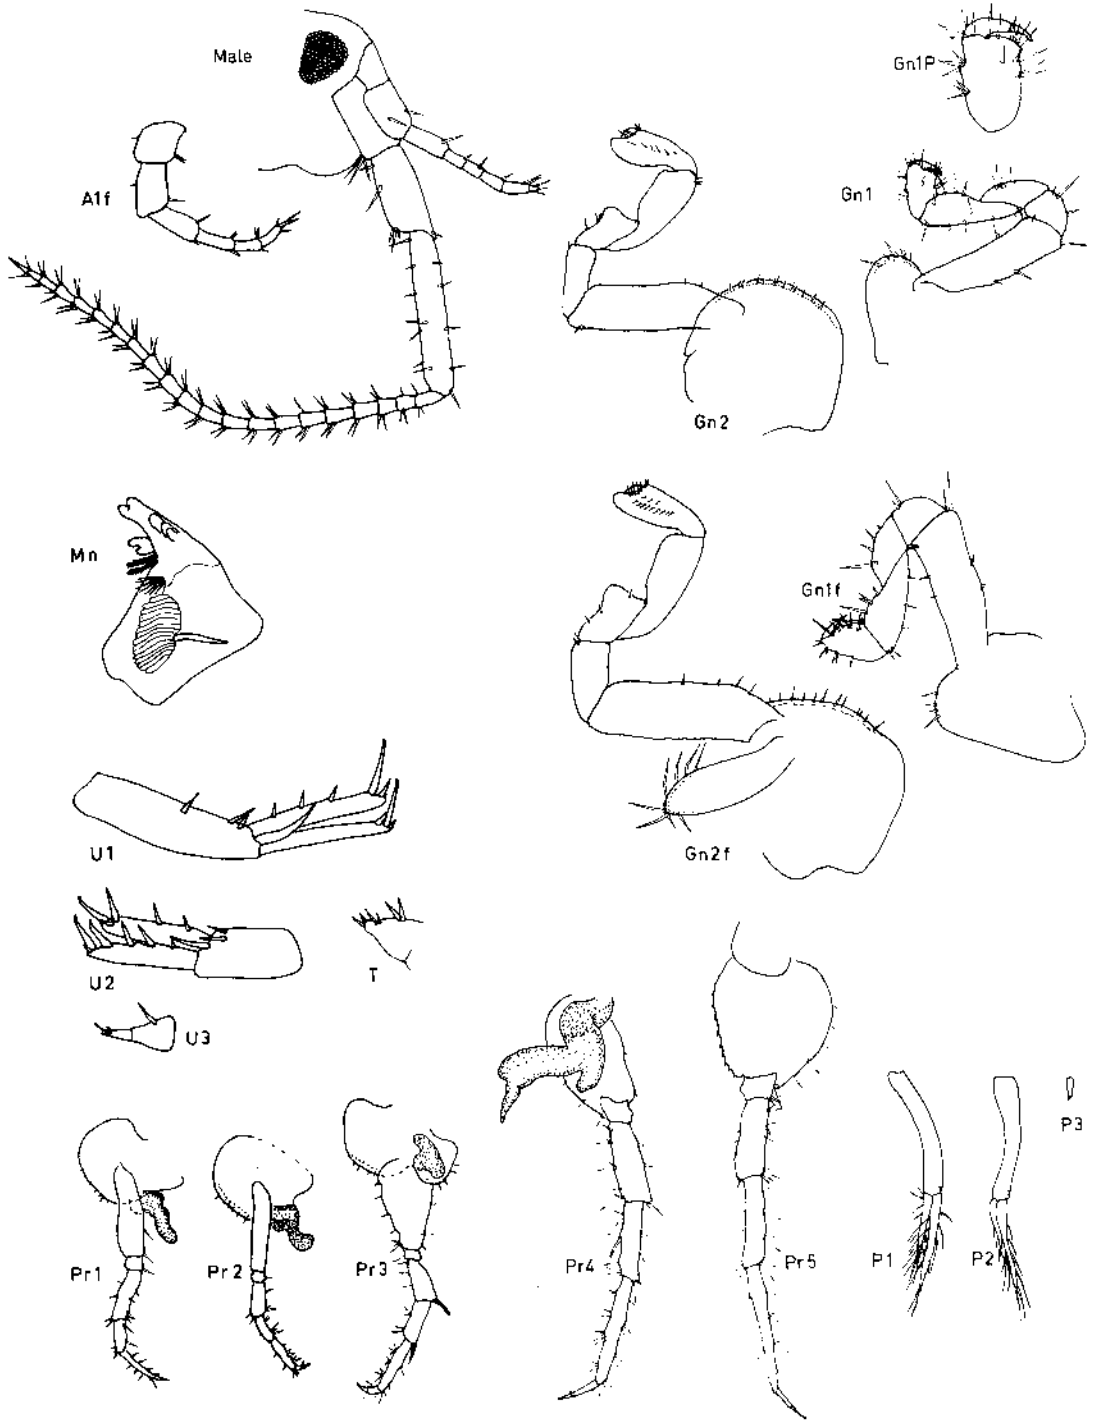 Male
Gn1P
A1f
Gn1
Gn2
Mn
Gn1f
U1
Gn2f
U2
T
U3
P3
Pr1
Pr2
Pr3
Pr4
Pr5
P1
P2